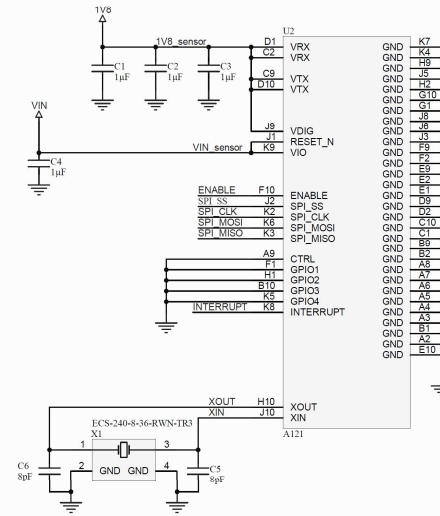 1V8
U2
1V8_sensor
D1 VRX GND K7
C2 VRX GND K4
GND H9
C9 VTX GND J5
D10 VTX GND H2
GND G10
C1 1µF
C2 1µF
C3 1µF
GND G1
GND J8
VIN
J9 VDIG GND J6
J1 RESET_N GND J3
VIN_sensor K9 VIO GND F9
GND F2
C4 1µF
GND E9
GND E2
ENABLE F10 ENABLE GND E1
SPI_SS J2 SPI_SS GND D9
SPI_CLK K2 SPI_CLK GND D2
SPI_MOSI K6 SPI_MOSI GND C10
SPI_MISO K3 SPI_MISO GND C1
GND B9
A9 CTRL GND B2
F1 GPIO1 GND A8
H1 GPIO2 GND A7
B10 GPIO3 GND A6
K5 GPIO4 GND A5
INTERRUPT K8 INTERRUPT GND A4
GND A3
GND B1
GND A2
GND E10
XOUT H10 XOUT
XIN J10 XIN
ECS-240-8-36-RWN-TR3
A121
X1
1 3
C6 8pF
2 GND GND 4
C5 8pF